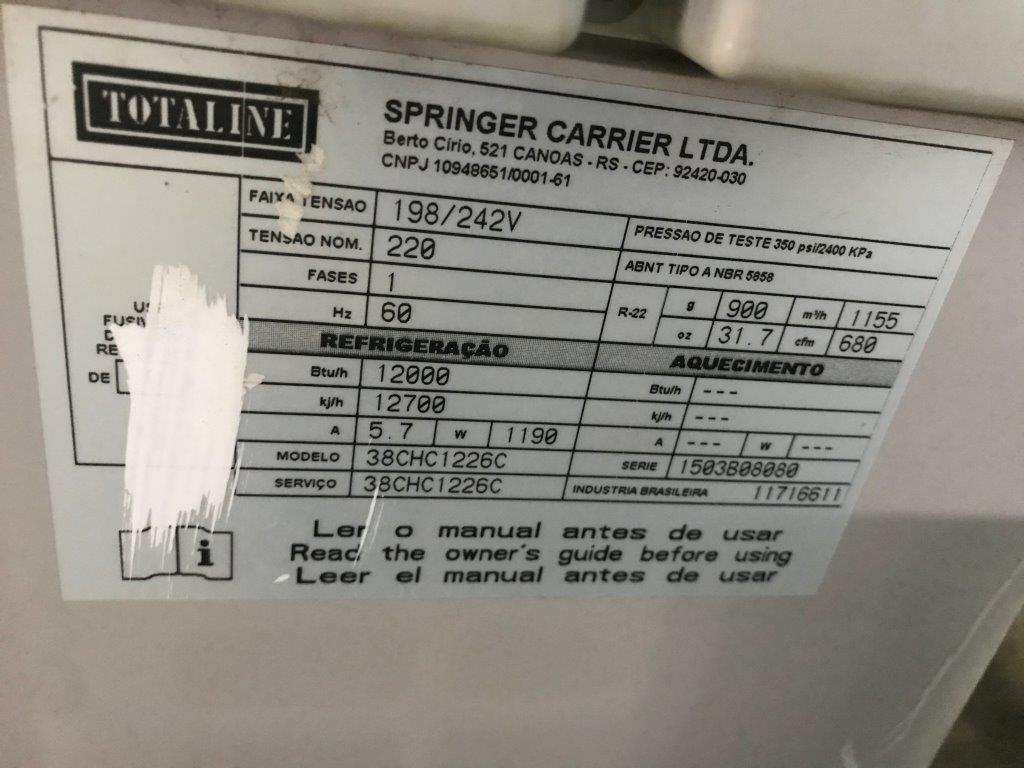 TOTALINE
SPRINGER CARRIER LTDA.
Berto Círio, 521 CANOAS - RS - CEP: 92420-030
CNPJ 10948651/0001-61
FAIXA TENSAO 198/242V
TENSAO NOM. 220
FASES 1
Hz 60
PRESSAO DE TESTE 350 psi/2400 KPa
ABNT TIPO A NBR 5858
R-22 g 900 m³/h 1155
oz 31.7 cfm 680
DE
REFRIGERAÇÃO
Btu/h 12000
kj/h 12700
A 5.7 W 1190
MODELO 38CHC1226C
SERVIÇO 38CHC1226C
AQUECIMENTO
Btu/h ---
kj/h ---
A --- W ---
SERIE 1503B08080
INDUSTRIA BRASILEIRA 11716611
i
Ler o manual antes de usar
Read the owner's guide before using
Leer el manual antes de usar